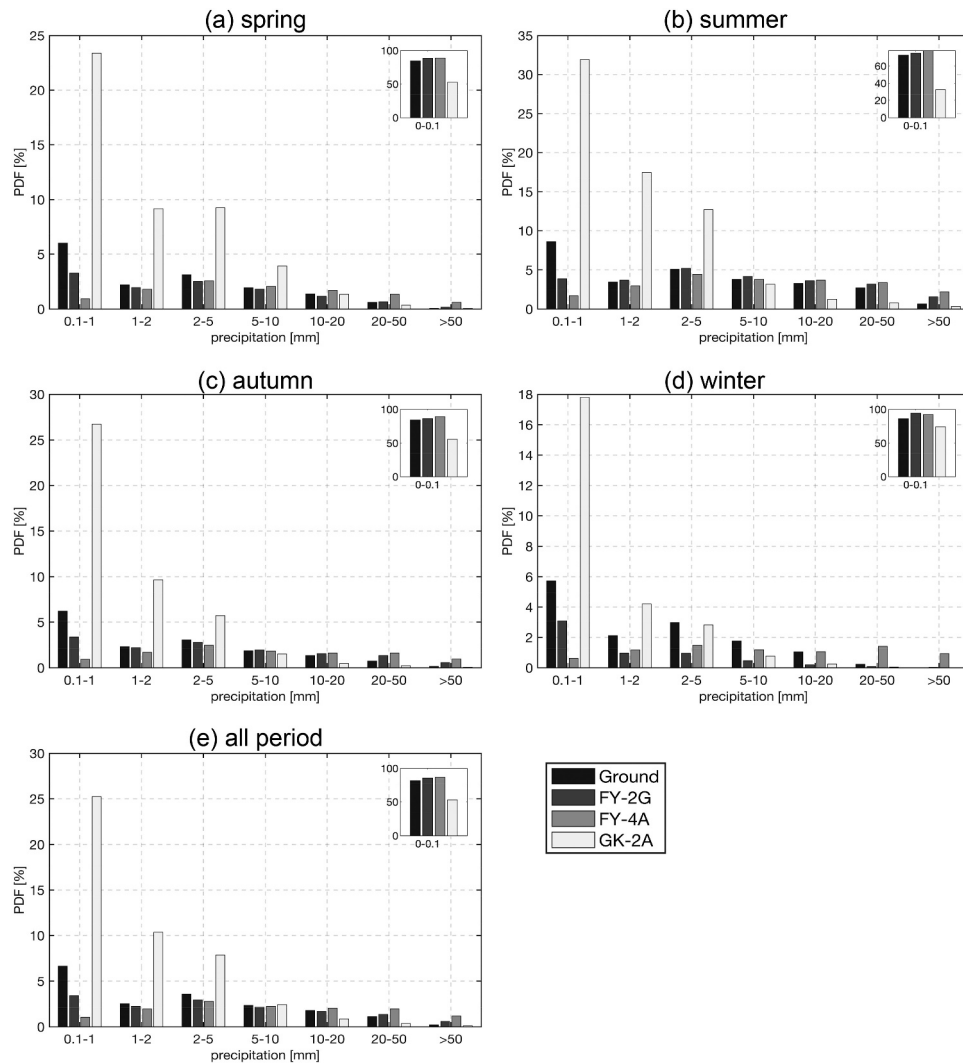 (a) spring
PDF [%]
25
20
15
10
5
0
100
50
0
0-0.1
0.1-1 1-2 2-5 5-10 10-20 20-50 >50
precipitation [mm]
(b) summer
PDF [%]
35
30
25
20
15
10
5
0
60
40
20
0
0-0.1
0.1-1 1-2 2-5 5-10 10-20 20-50 >50
precipitation [mm]
(c) autumn
PDF [%]
30
25
20
15
10
5
0
100
50
0
0-0.1
0.1-1 1-2 2-5 5-10 10-20 20-50 >50
precipitation [mm]
(d) winter
PDF [%]
18
16
14
12
10
8
6
4
2
0
100
50
0
0-0.1
0.1-1 1-2 2-5 5-10 10-20 20-50 >50
precipitation [mm]
(e) all period
PDF [%]
30
25
20
15
10
5
0
100
50
0
0-0.1
0.1-1 1-2 2-5 5-10 10-20 20-50 >50
precipitation [mm]
Ground
FY-2G
FY-4A
GK-2A